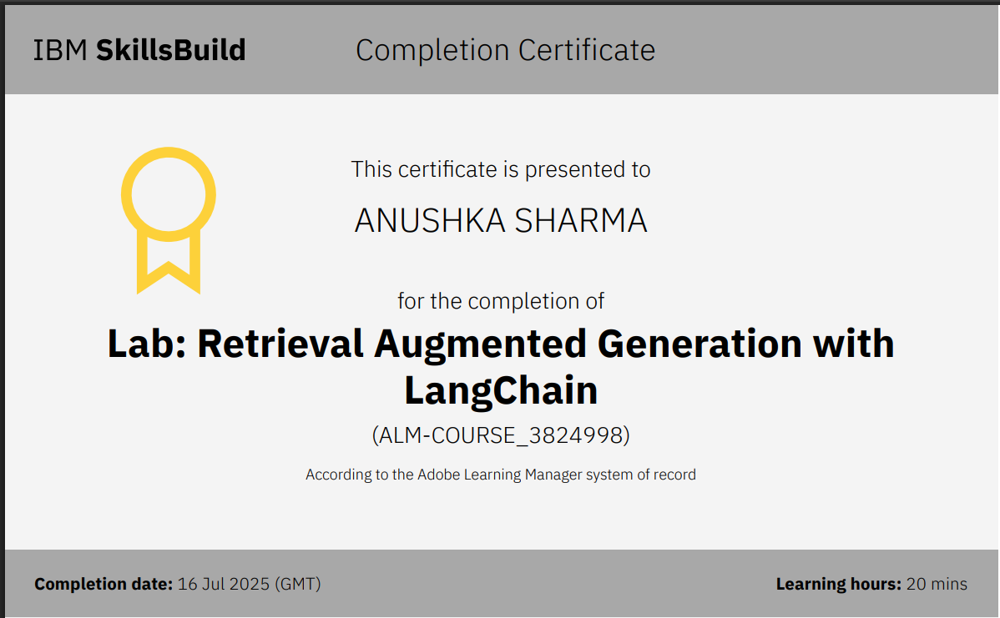 IBM SkillsBuild
Completion Certificate
This certificate is presented to
ANUSHKA SHARMA
for the completion of
Lab: Retrieval Augmented Generation with
LangChain
(ALM-COURSE_3824998)
According to the Adobe Learning Manager system of record
Completion date: 16 Jul 2025 (GMT)
Learning hours: 20 mins